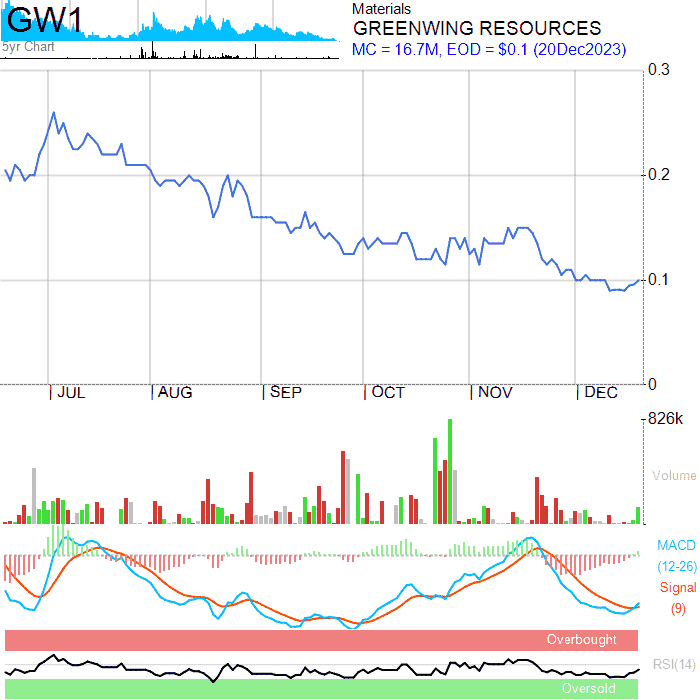 GW1
5yr Chart
Materials
GREENWING RESOURCES
MC = 16.7M, EOD = $0.1 (20Dec2023)
0.3
0.2
0.1
0
JUL AUG SEP OCT NOV DEC
826k
Volume
MACD
(12-26)
Signal
(9)
Overbought
RSI(14)
Oversold